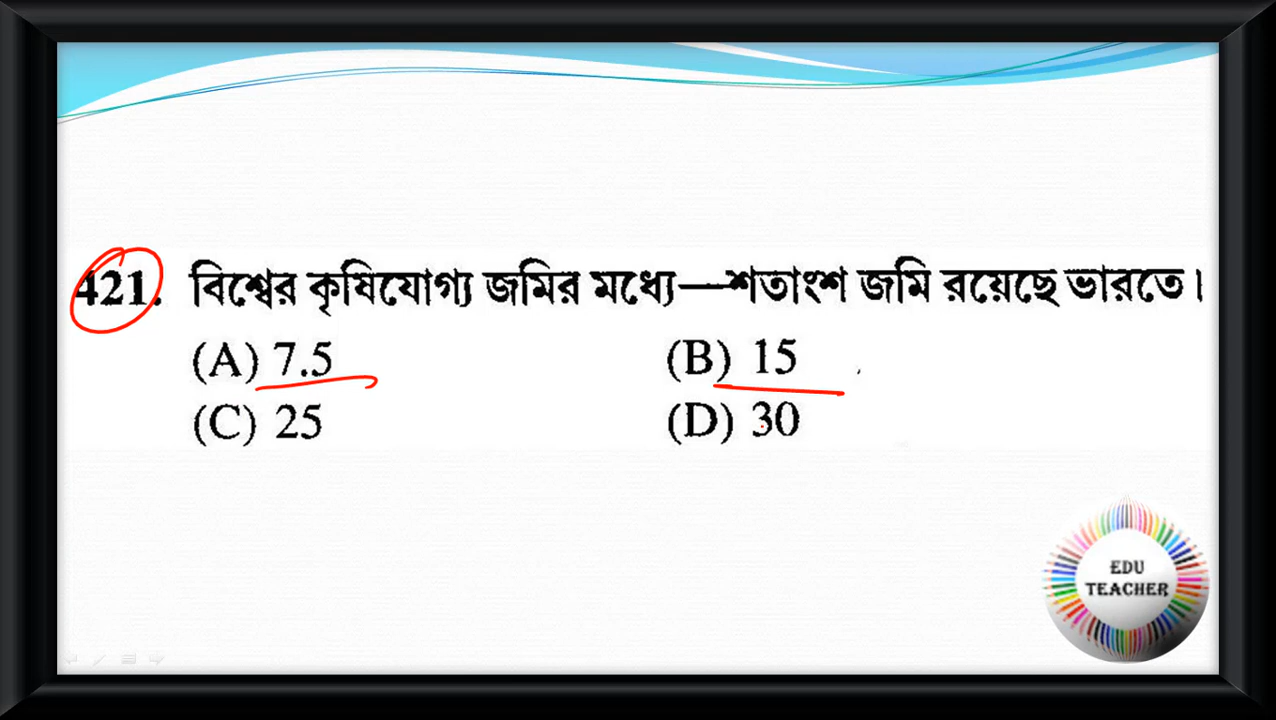 421. বিশ্বের কৃষিযোগ্য জমির মধ্যে—শতাংশ জমি রয়েছে ভারতে।
(A) 7.5 (B) 15
(C) 25 (D) 30
EDU
TEACHER